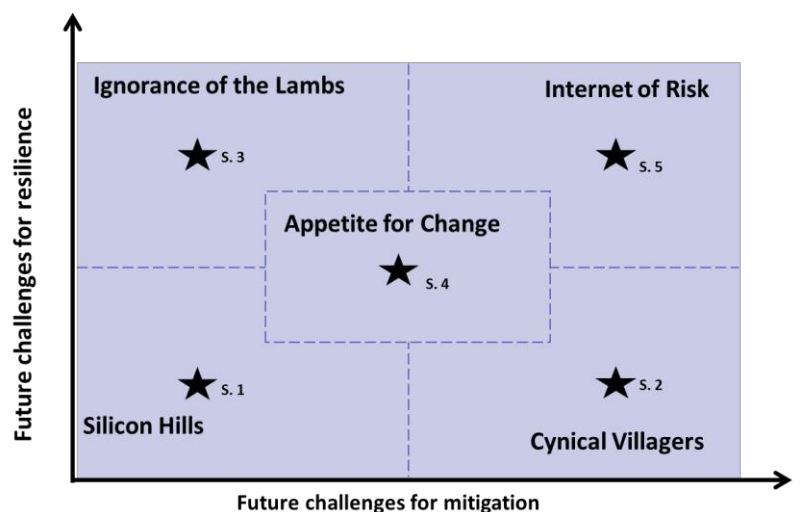 Future challenges for resilience
Ignorance of the Lambs
Internet of Risk
S. 3
S. 5
Appetite for Change
S. 4
S. 1
S. 2
Silicon Hills
Cynical Villagers
Future challenges for mitigation